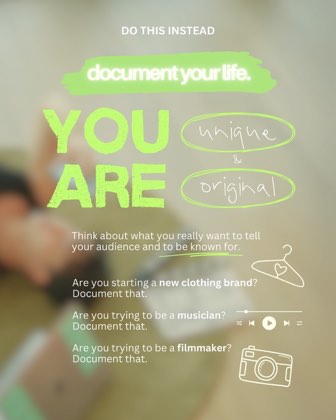 DO THIS INSTEAD
document your life.
YOU unique
&
ARE original
Think about what you really want to tell
your audience and to be known for.
Are you starting a new clothing brand?
Document that.
Are you trying to be a musician?
Document that.
Are you trying to be a filmmaker?
Document that.